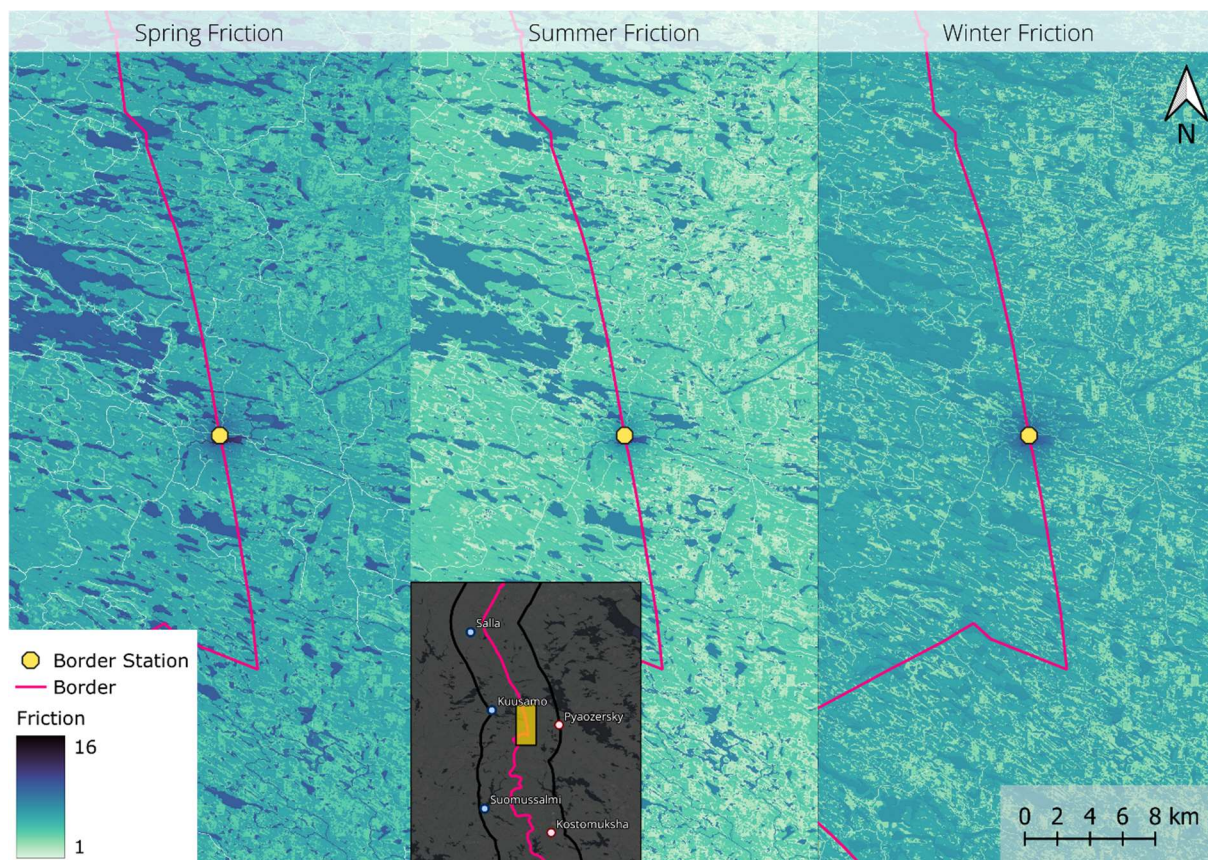 Spring Friction
Summer Friction
Winter Friction
N
Border Station
Border
Friction
16
1
Salla
Kuusamo
Pyaozersky
Suomussalmi
Kostomuksha
0 2 4 6 8 km